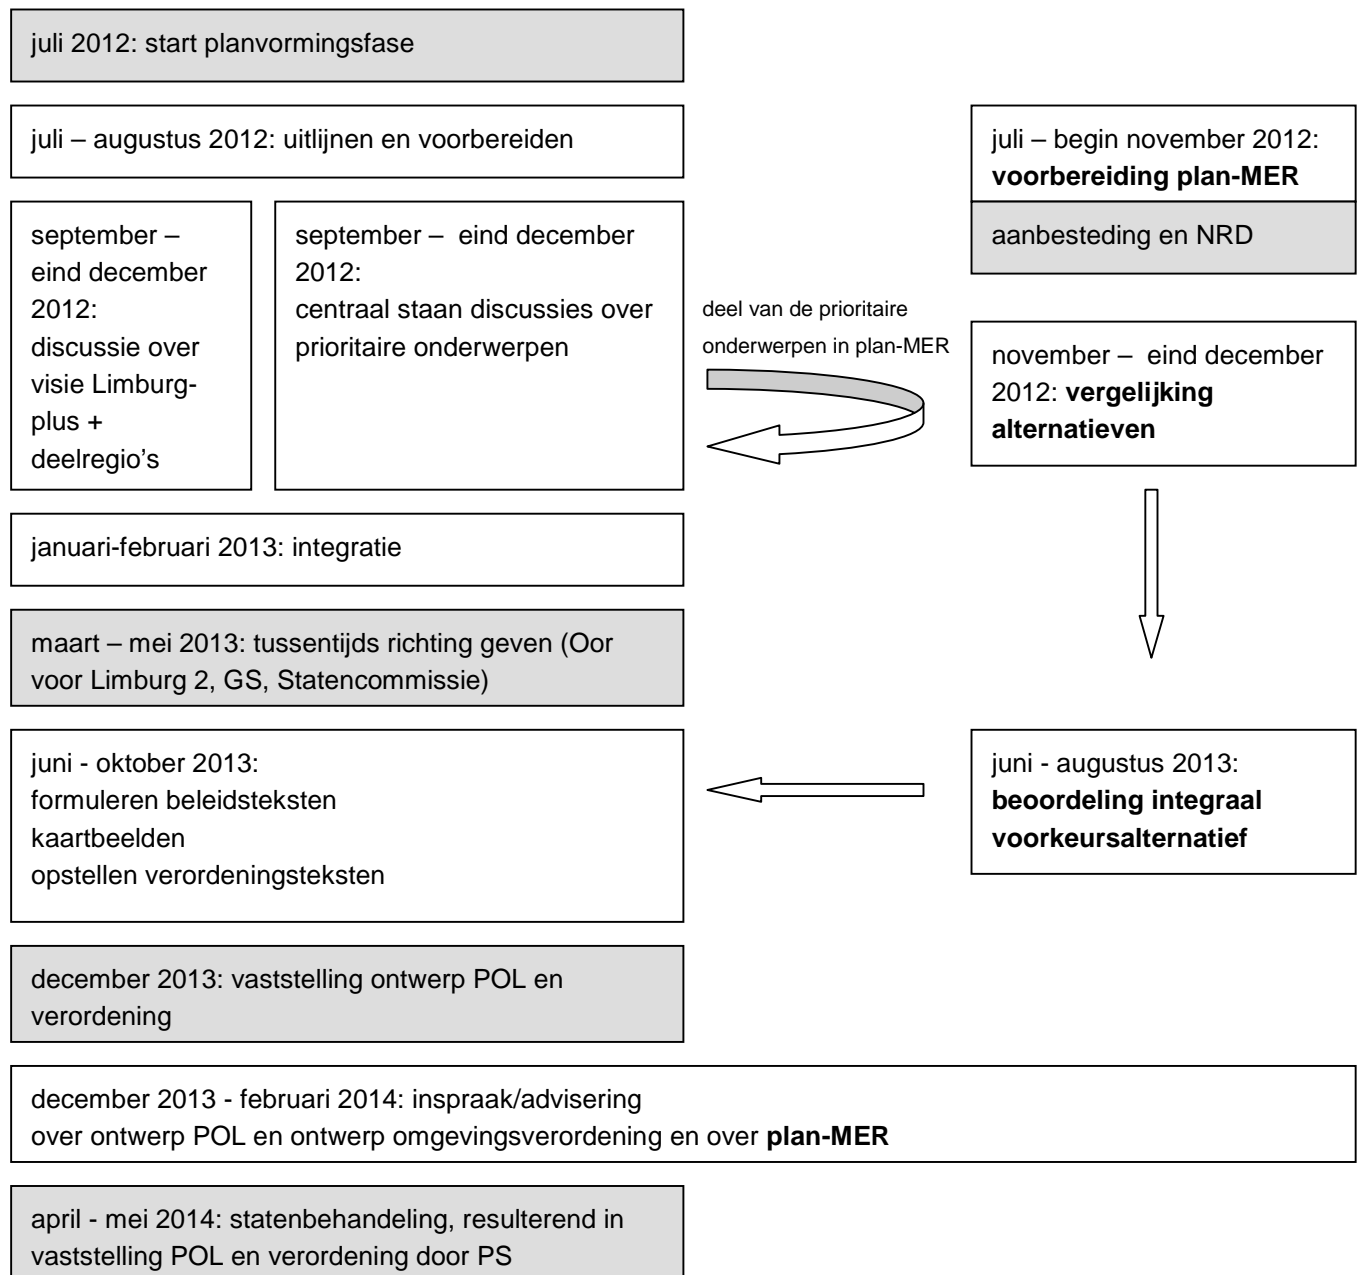 juli 2012: start planvormingsfase
juli – augustus 2012: uitlijnen en voorbereiden
juli – begin november 2012:
voorbereiding plan-MER
aanbesteding en NRD
september –
eind december
2012:
discussie over
visie Limburg-
plus +
deelregio's
september – eind december
2012:
centraal staan discussies over
prioritaire onderwerpen
deel van de prioritaire
onderwerpen in plan-MER
november – eind december
2012: vergelijking
alternatieven
januari-februari 2013: integratie
maart – mei 2013: tussentijds richting geven (Oor
voor Limburg 2, GS, Statencommissie)
juni - oktober 2013:
formuleren beleidsteksten
kaartbeelden
opstellen verordeningsteksten
juni - augustus 2013:
beoordeling integraal
voorkeursalternatief
december 2013: vaststelling ontwerp POL en
verordening
december 2013 - februari 2014: inspraak/advisering
over ontwerp POL en ontwerp omgevingsverordening en over plan-MER
april - mei 2014: statenbehandeling, resulterend in
vaststelling POL en verordening door PS